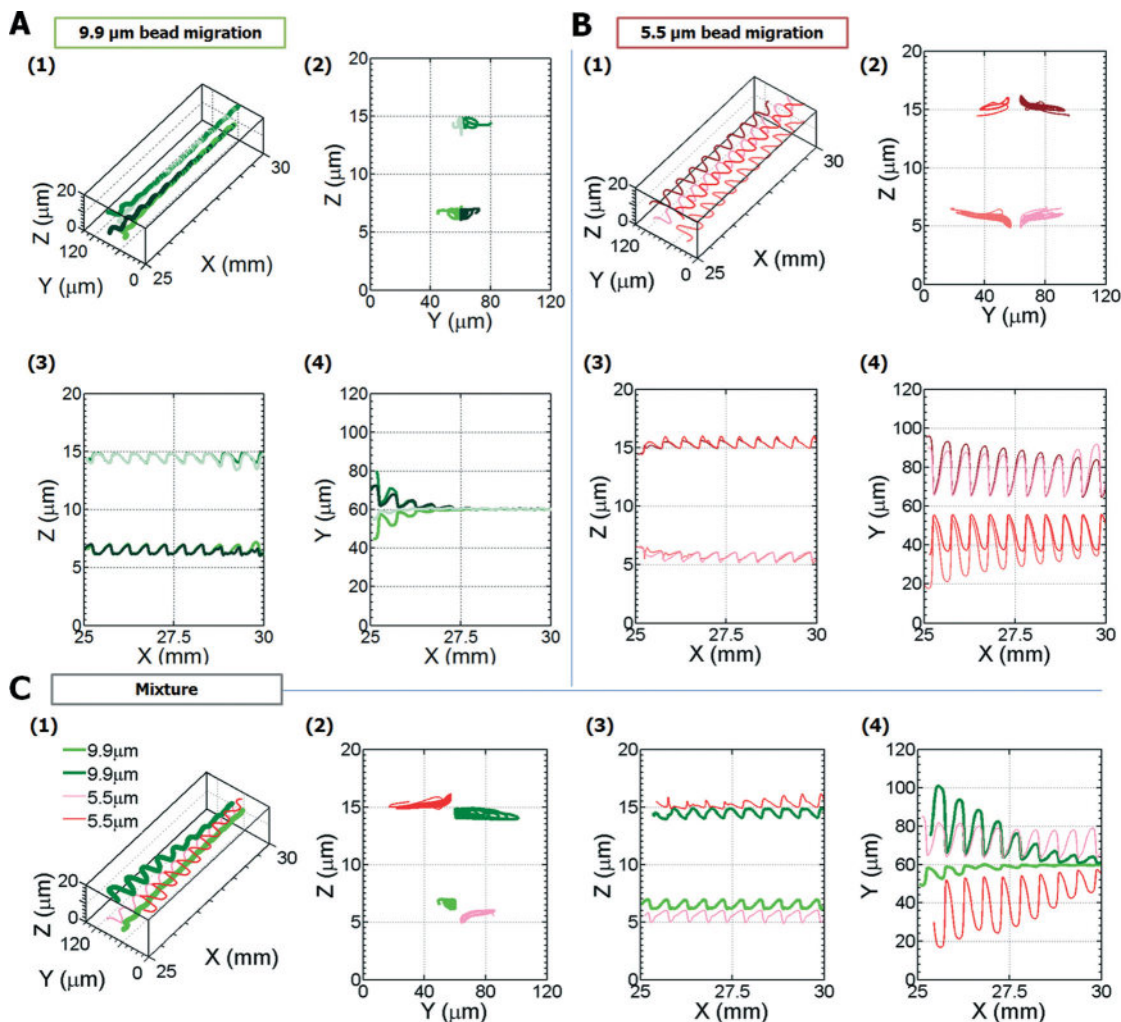 A 9.9 µm bead migration
(1)
Z (µm)
20
0
120
Y (µm)
0
25
X (mm)
30
(2)
20
15
10
5
0
Z (µm)
0 40 80 120
Y (µm)
(3)
20
15
10
5
0
Z (µm)
25 27.5 30
X (mm)
(4)
120
100
80
60
40
20
0
Y (µm)
25 27.5 30
X (mm)
B 5.5 µm bead migration
(1)
Z (µm)
20
0
120
Y (µm)
0
25
X (mm)
30
(2)
20
15
10
5
0
Z (µm)
0 40 80 120
Y (µm)
(3)
20
15
10
5
0
Z (µm)
25 27.5 30
X (mm)
(4)
120
100
80
60
40
20
0
Y (µm)
25 27.5 30
X (mm)
C Mixture
(1)
9.9µm
9.9µm
5.5µm
5.5µm
Z (µm)
20
0
120
Y (µm)
0
25
X (mm)
30
(2)
20
15
10
5
0
Z (µm)
0 40 80 120
Y (µm)
(3)
20
15
10
5
0
Z (µm)
25 27.5 30
X (mm)
(4)
120
100
80
60
40
20
0
Y (µm)
25 27.5 30
X (mm)